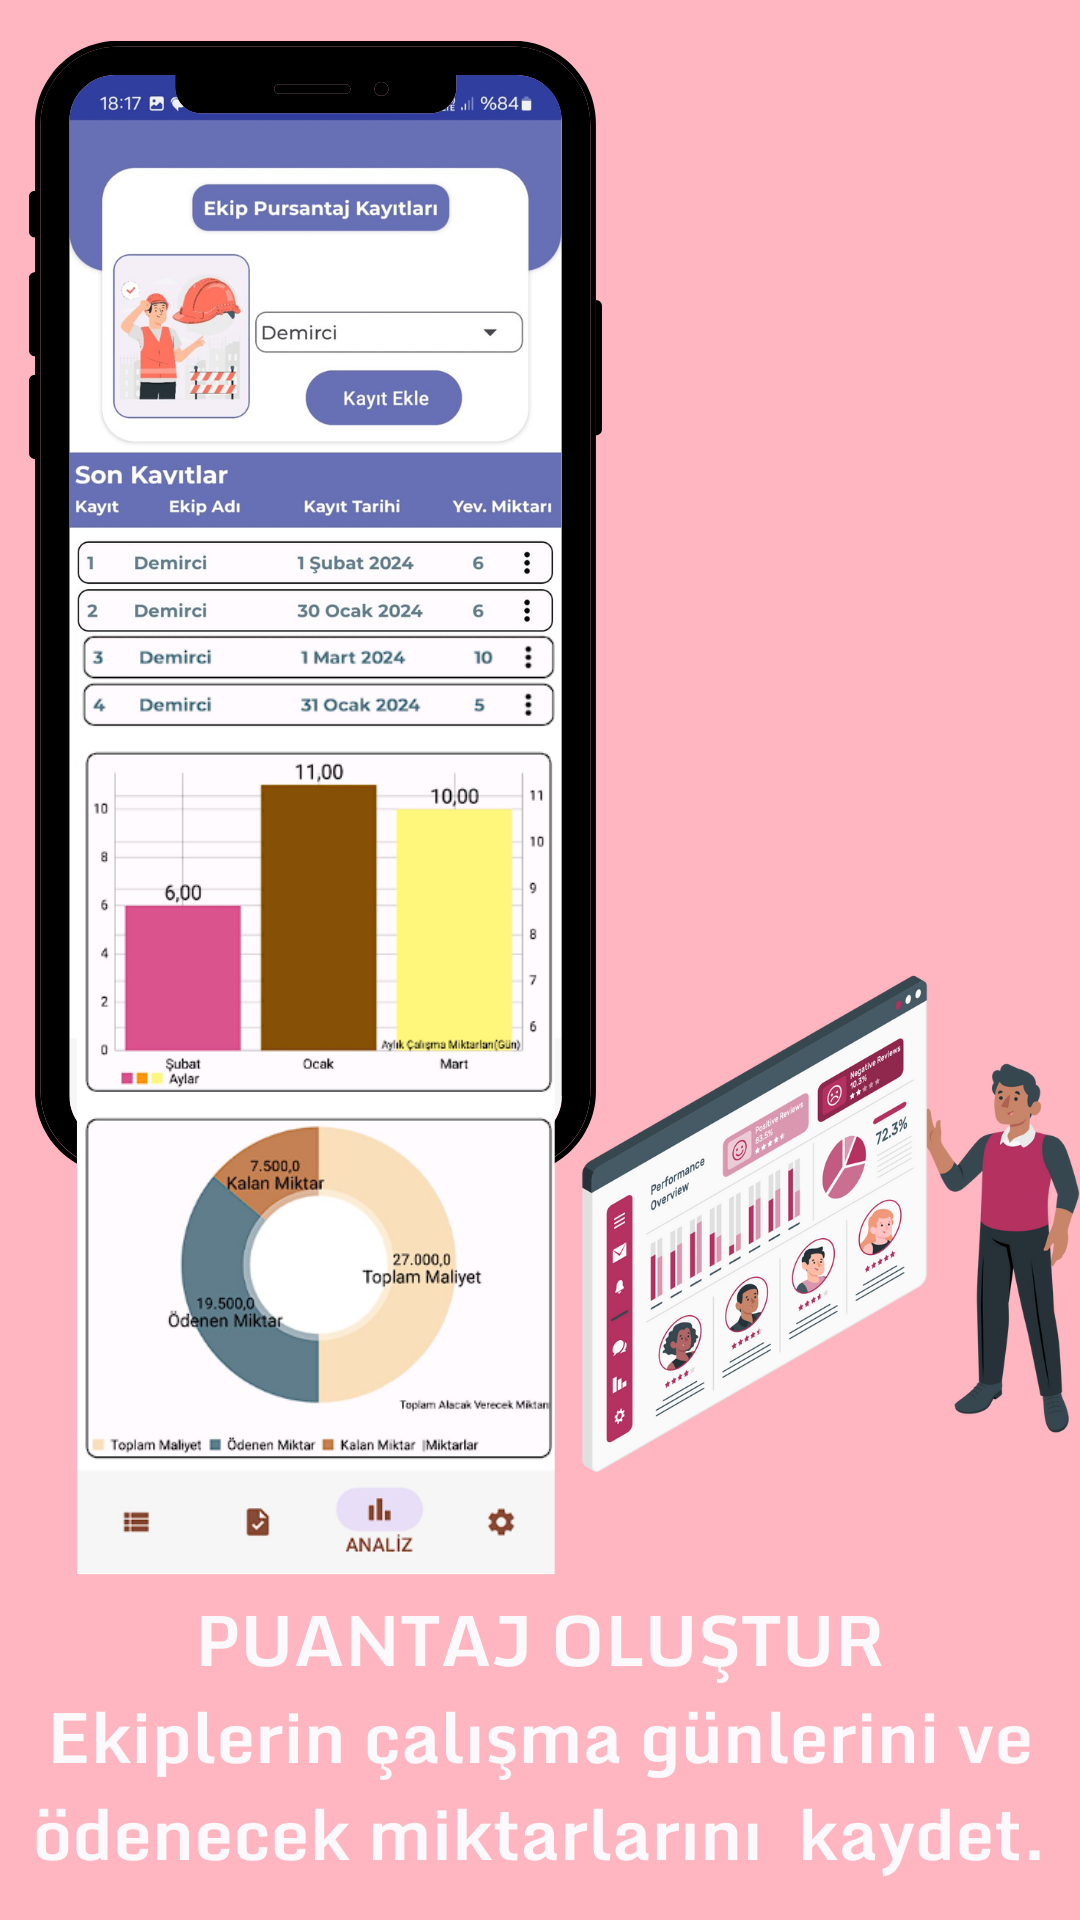 18:17 %84
Ekip Pursantaj Kayıtları
Demirci
Kayıt Ekle
Son Kayıtlar
Kayıt Ekip Adı Kayıt Tarihi Yev. Miktarı
1 Demirci 1 Şubat 2024 6
2 Demirci 30 Ocak 2024 6
3 Demirci 1 Mart 2024 10
4 Demirci 31 Ocak 2024 5
11,00
10,00
6,00
10
8
6
4
2
0
11
10
9
8
7
6
Aylık Çalışma Miktarları(Gün)
Şubat Ocak Mart
Aylar
7.500,0
Kalan Miktar
27.000,0
Toplam Maliyet
19.500,0
Ödenen Miktar
Toplam Alacak Verecek Miktarı
Toplam Maliyet Ödenen Miktar Kalan Miktar Miktarlar
ANALİZ
Performance
Overview
Positive Reviews
83.5%
Negative Reviews
10.3%
72.3%
PUANTAJ OLUŞTUR
Ekiplerin çalışma günlerini ve
ödenecek miktarlarını kaydet.